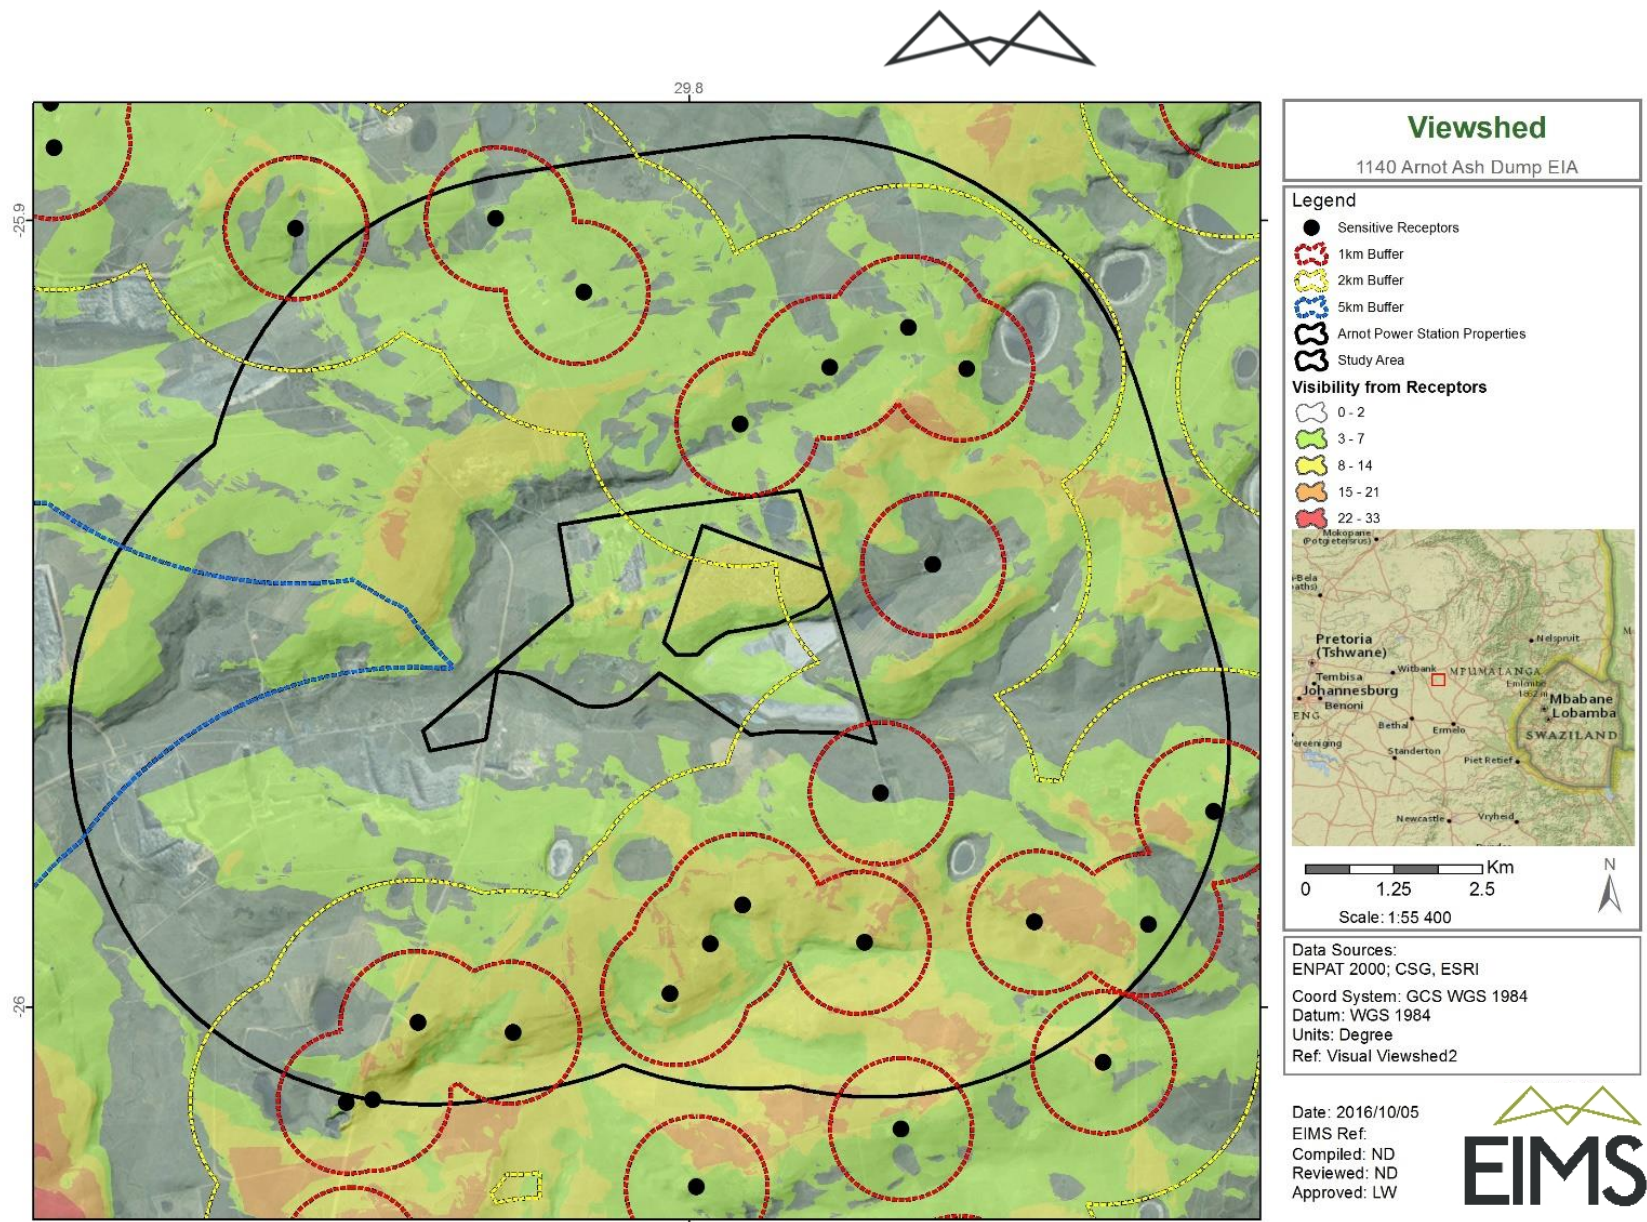 29.8
-25.9
-26
Viewshed
1140 Arnot Ash Dump EIA
Legend
Sensitive Receptors
1km Buffer
2km Buffer
5km Buffer
Arnot Power Station Properties
Study Area
Visibility from Receptors
0 - 2
3 - 7
8 - 14
15 - 21
22 - 33
Mokopane
(Potgietersrus)
-Bela
Pretoria
(Tshwane)
Nelspruit
Witbank
MPUMALANGA
Tembisa
Johannesburg
Benoni
ENG
Mbabane
Lobamba
SWAZILAND
Bethal
Ermelo
ereeniging
Standerton
Piet Retief
Newcastle
Vryheid
Km
0 1.25 2.5
N
Scale: 1:55 400
Data Sources:
ENPAT 2000; CSG, ESRI
Coord System: GCS WGS 1984
Datum: WGS 1984
Units: Degree
Ref: Visual Viewshed2
Date: 2016/10/05
EIMS Ref:
Compiled: ND
Reviewed: ND
Approved: LW
EIMS